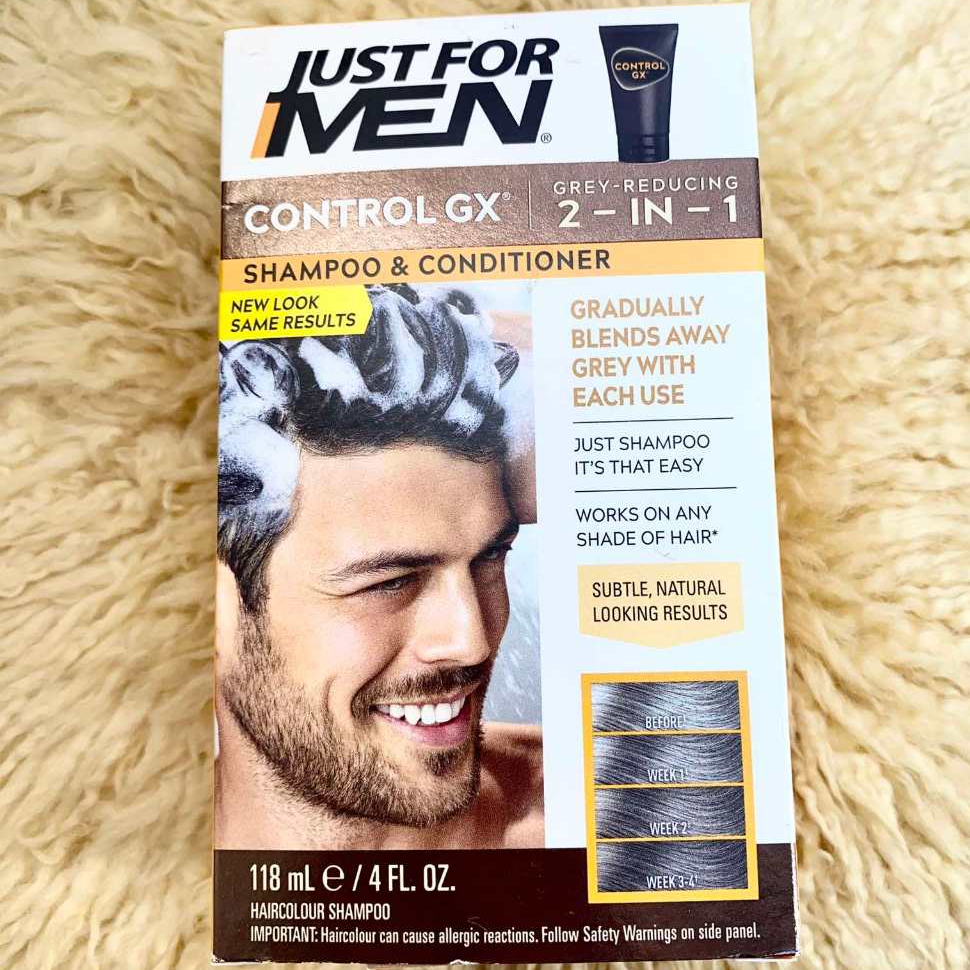 JUST FOR
MEN®
CONTROL
GX®
CONTROL GX®
GREY-REDUCING
2 – IN – 1
SHAMPOO & CONDITIONER
NEW LOOK
SAME RESULTS
GRADUALLY
BLENDS AWAY
GREY WITH
EACH USE
JUST SHAMPOO
IT'S THAT EASY
WORKS ON ANY
SHADE OF HAIR*
SUBTLE, NATURAL
LOOKING RESULTS
BEFORE†
WEEK 1†
WEEK 2†
WEEK 3-4†
118 mL ℮ / 4 FL. OZ.
HAIRCOLOUR SHAMPOO
IMPORTANT: Haircolour can cause allergic reactions. Follow Safety Warnings on side panel.